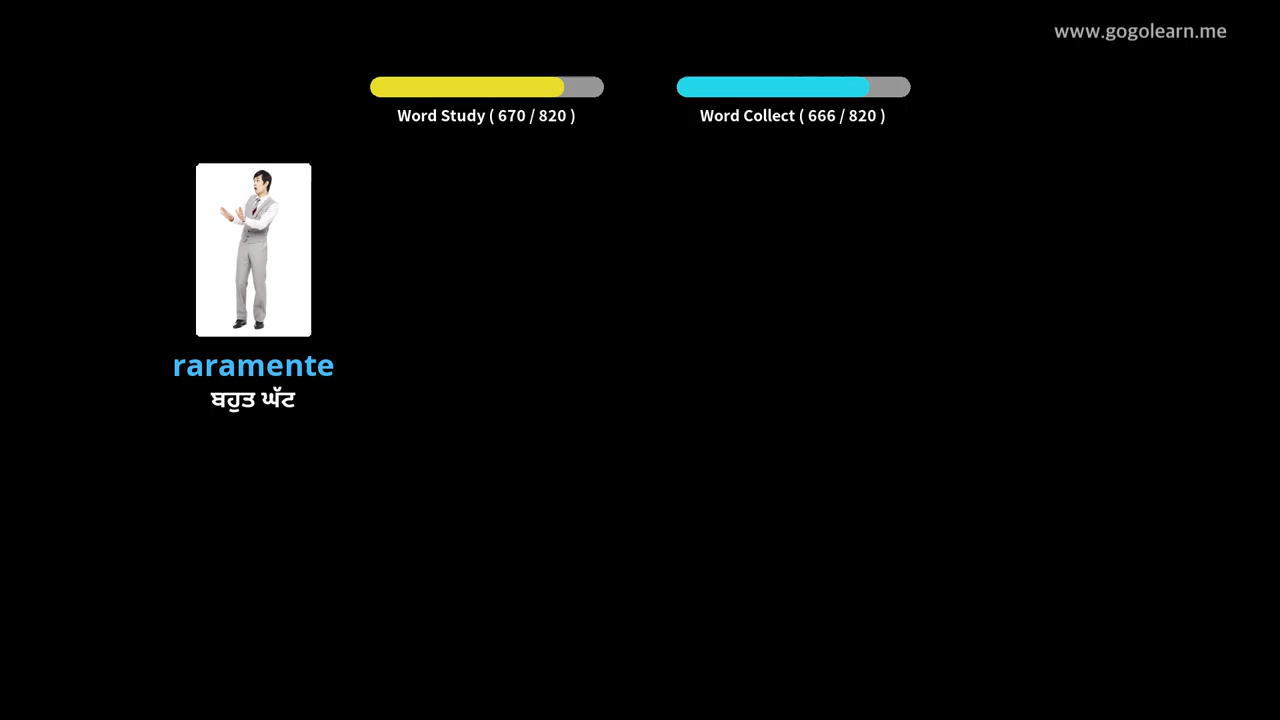 www.gogolearn.me
Word Study ( 670 / 820 )
Word Collect ( 666 / 820 )
raramente
ਬਹੁਤ ਘੱਟ